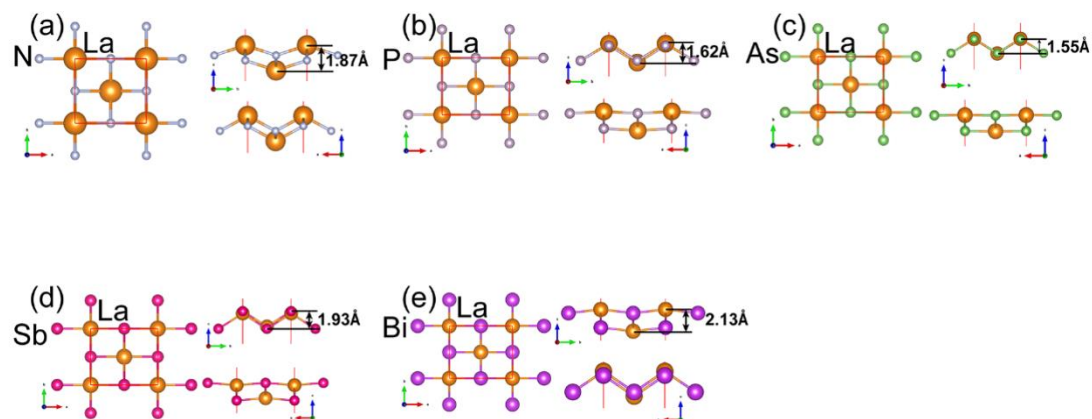 (a)
N La
1.87Å
(b)
P La
1.62Å
(c)
As La
1.55Å
(d)
Sb La
1.93Å
(e)
Bi La
2.13Å